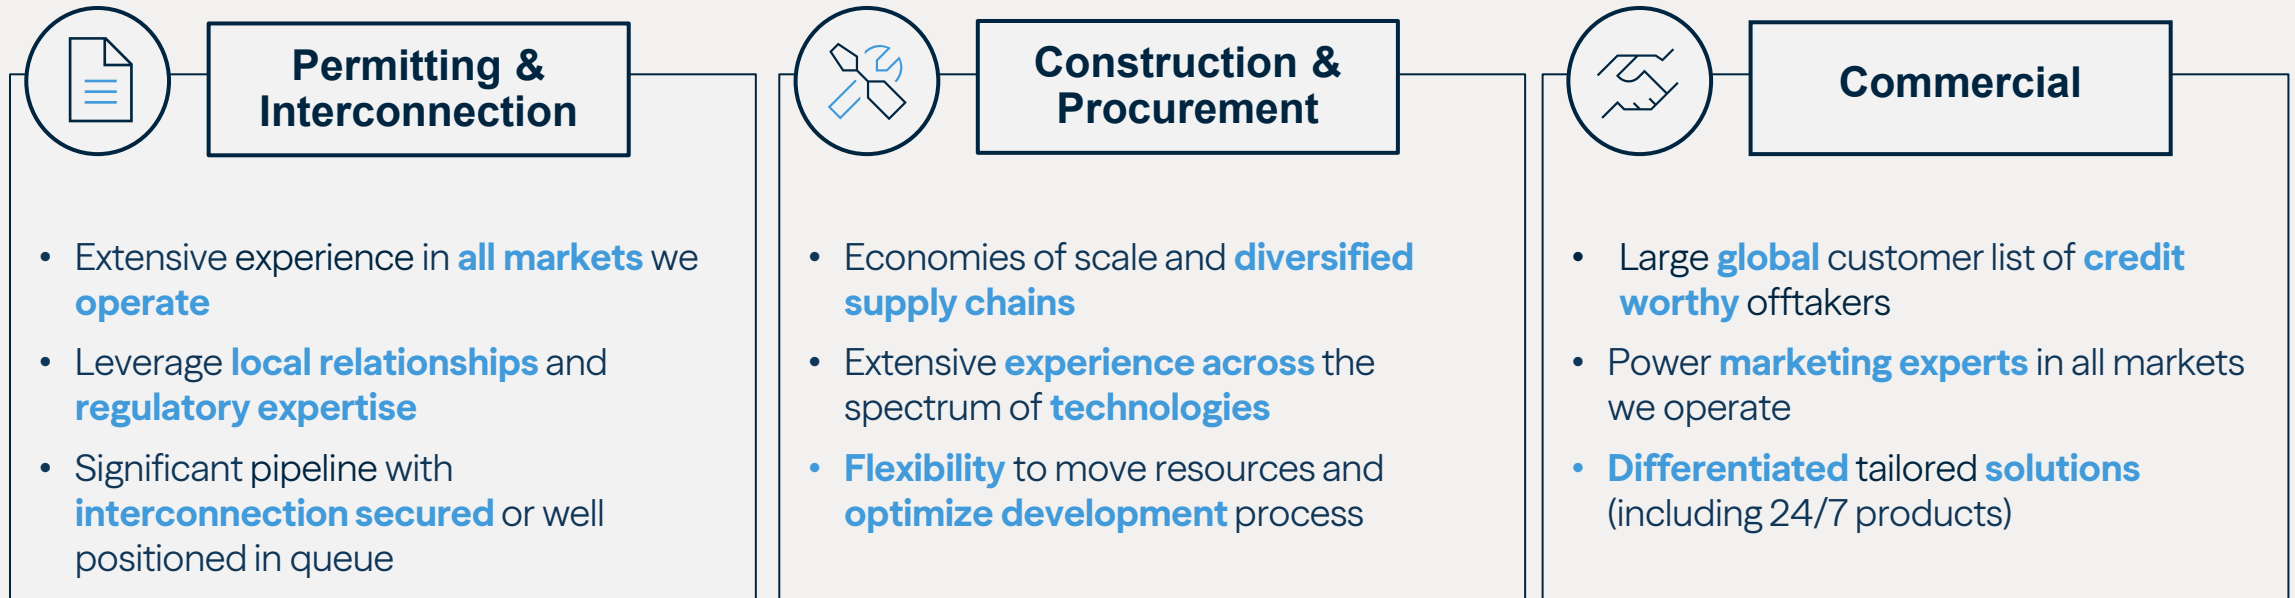 Permitting &
Interconnection
• Extensive experience in all markets we
operate
• Leverage local relationships and
regulatory expertise
• Significant pipeline with
interconnection secured or well
positioned in queue
Construction &
Procurement
• Economies of scale and diversified
supply chains
• Extensive experience across the
spectrum of technologies
• Flexibility to move resources and
optimize development process
Commercial
• Large global customer list of credit
worthy offtakers
• Power marketing experts in all markets
we operate
• Differentiated tailored solutions
(including 24/7 products)